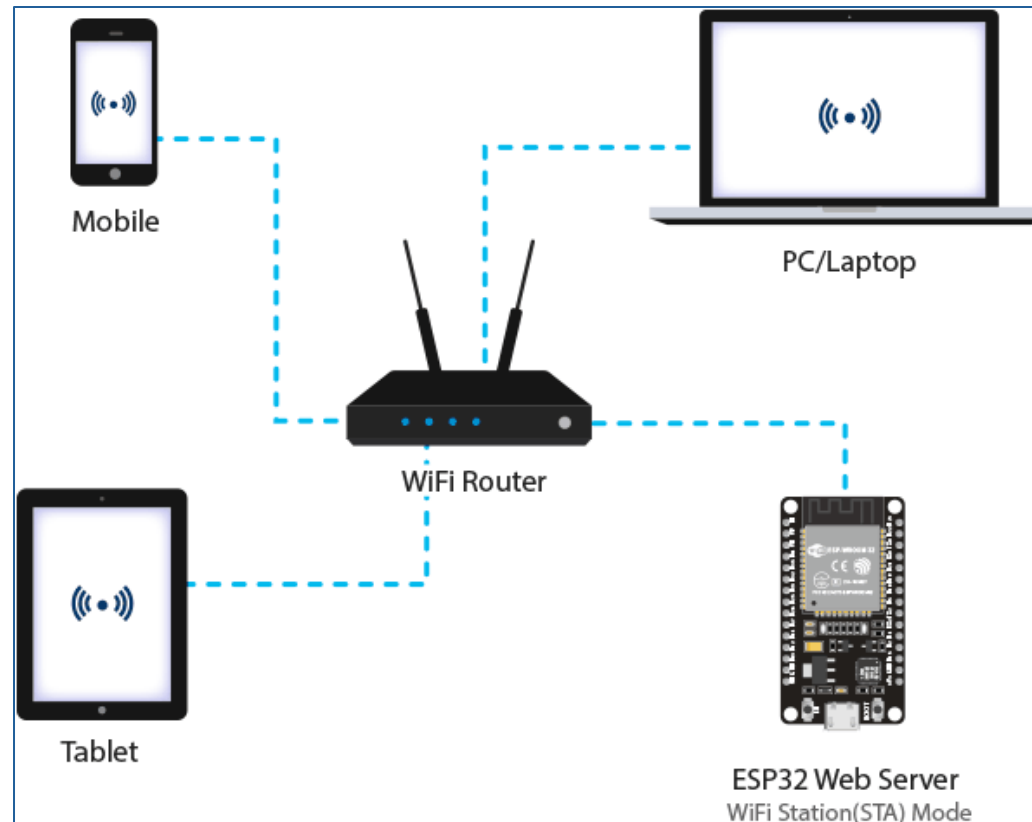 Mobile
PC/Laptop
WiFi Router
Tablet
ESP32 Web Server
WiFi Station(STA) Mode